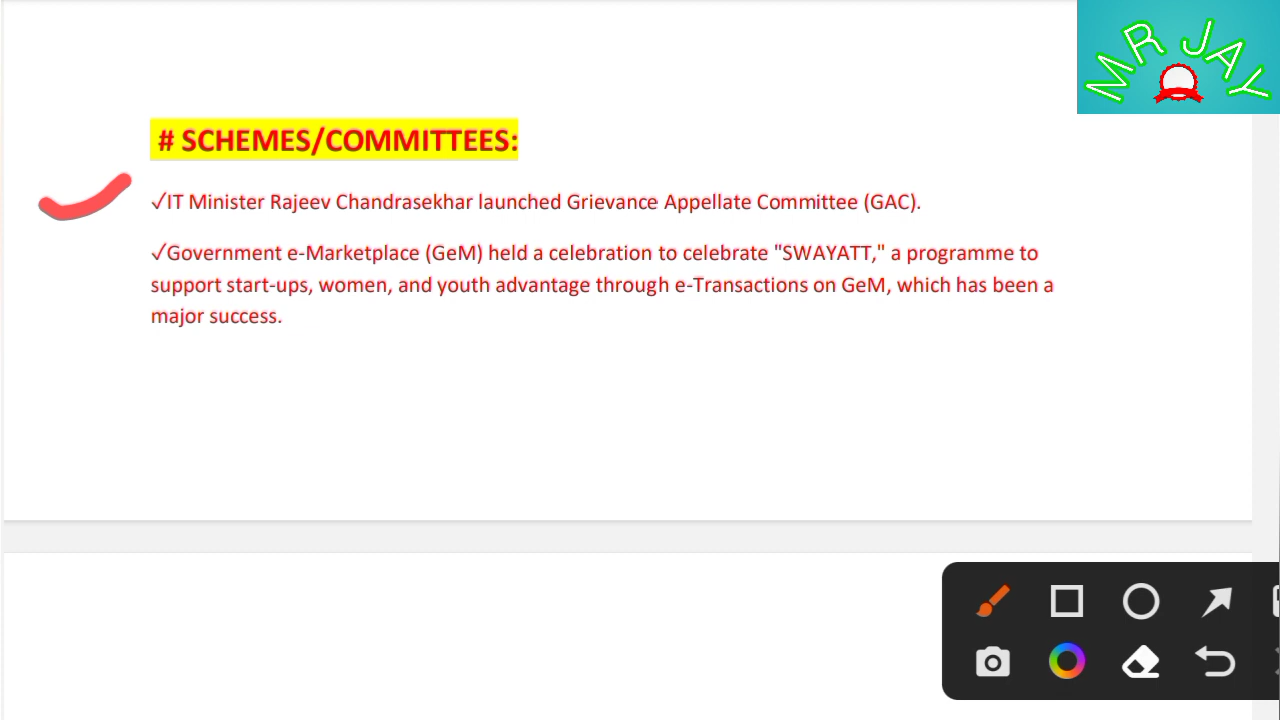 MR JAY
# SCHEMES/COMMITTEES:
✓IT Minister Rajeev Chandrasekhar launched Grievance Appellate Committee (GAC).
✓Government e-Marketplace (GeM) held a celebration to celebrate "SWAYATT," a programme to
support start-ups, women, and youth advantage through e-Transactions on GeM, which has been a
major success.